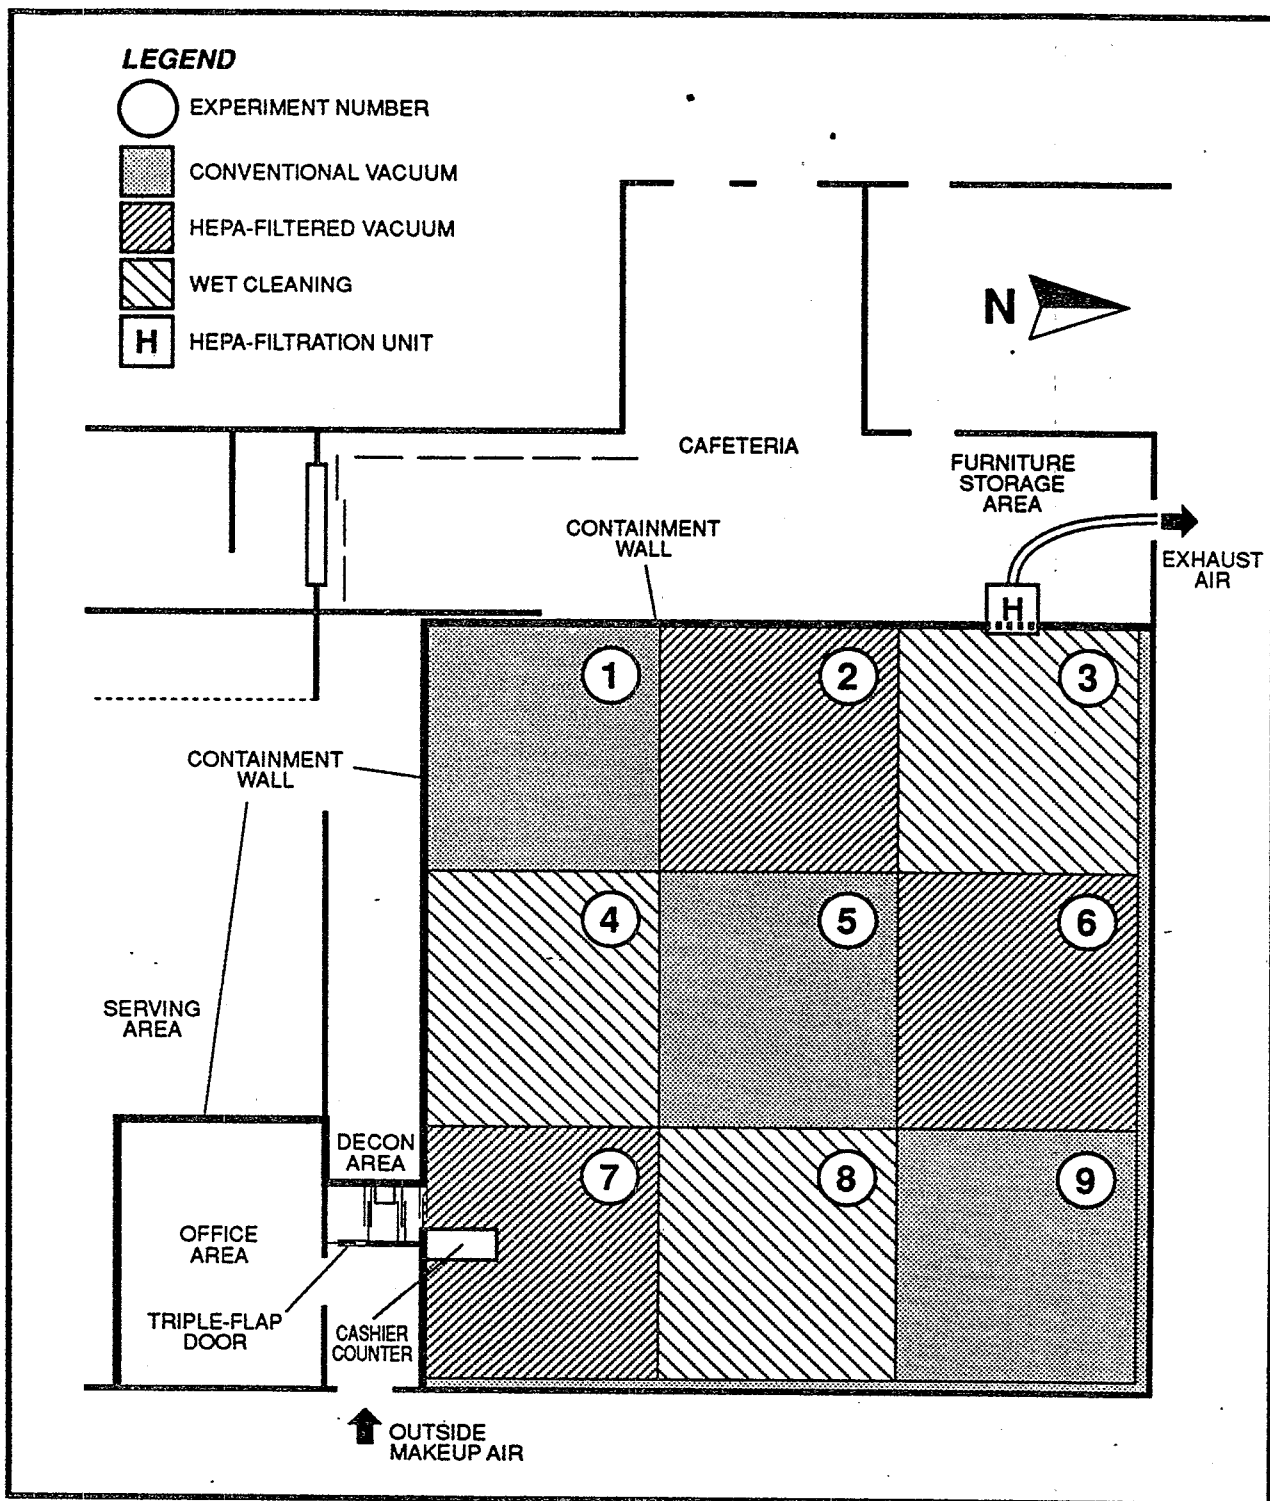 LEGEND
EXPERIMENT NUMBER
CONVENTIONAL VACUUM
HEPA-FILTERED VACUUM
WET CLEANING
H
HEPA-FILTRATION UNIT
N
CAFETERIA
FURNITURE
STORAGE
AREA
CONTAINMENT
WALL
EXHAUST
AIR
H
1
2
3
CONTAINMENT
WALL
4
5
6
SERVING
AREA
DECON
AREA
7
8
9
OFFICE
AREA
TRIPLE-FLAP
DOOR
CASHIER
COUNTER
OUTSIDE
MAKEUP AIR